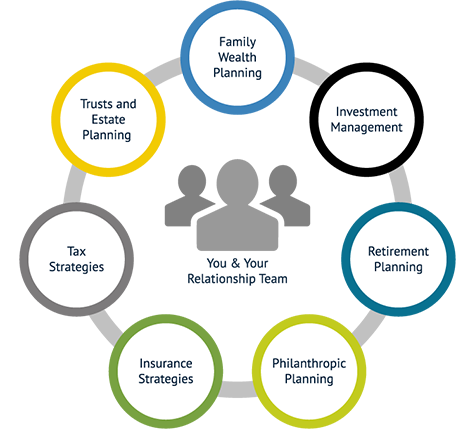 Family
Wealth
Planning
Investment
Management
Retirement
Planning
Philanthropic
Planning
Insurance
Strategies
Tax
Strategies
Trusts and
Estate
Planning
You & Your
Relationship Team